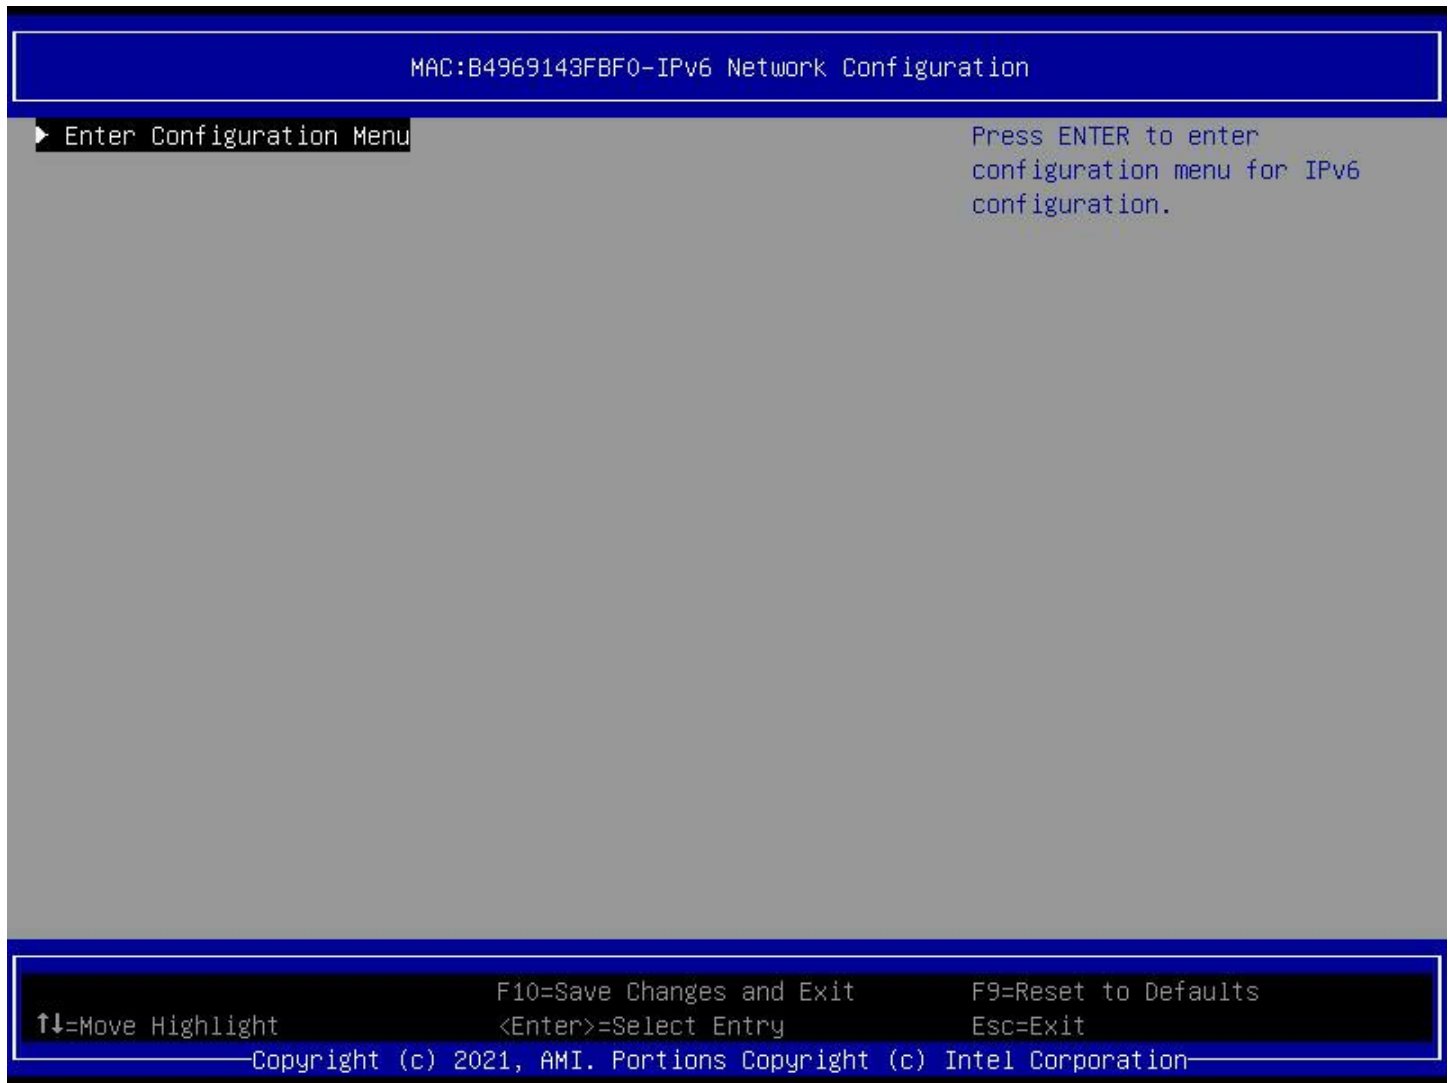 MAC:B4969143FBF0-IPv6 Network Configuration
Enter Configuration Menu
Press ENTER to enter
configuration menu for IPv6
configuration.
F10=Save Changes and Exit F9=Reset to Defaults
↑↓=Move Highlight <Enter>=Select Entry Esc=Exit
Copyright (c) 2021, AMI. Portions Copyright (c) Intel Corporation